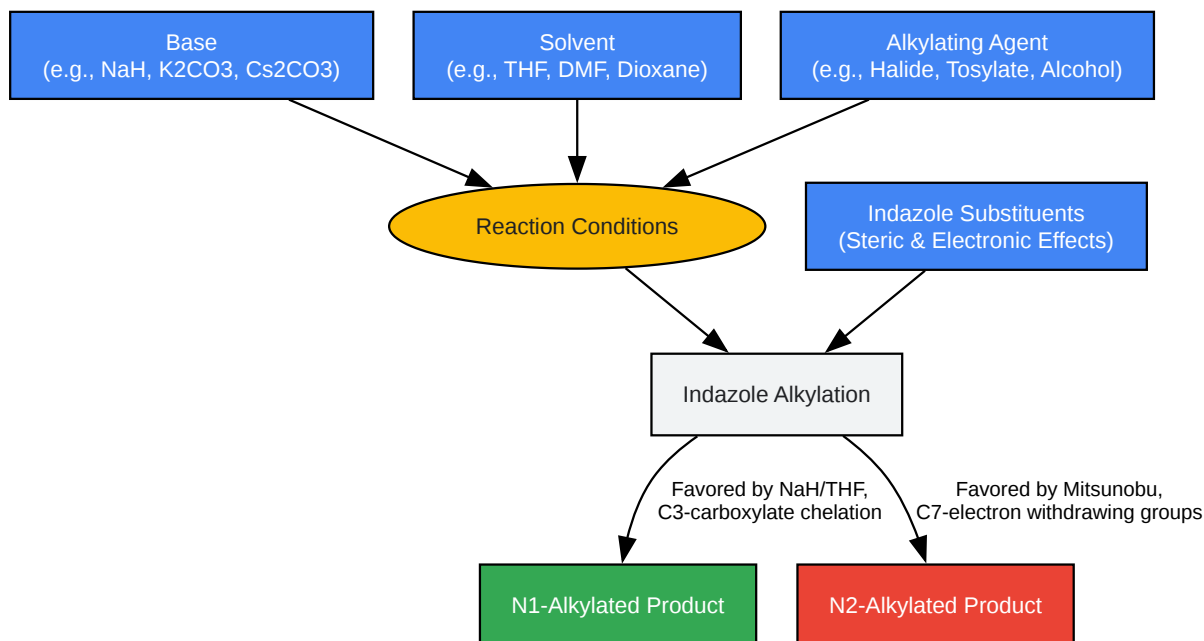 Base
(e.g., NaH, K2CO3, Cs2CO3)
Solvent
(e.g., THF, DMF, Dioxane)
Alkylating Agent
(e.g., Halide, Tosylate, Alcohol)
Reaction Conditions
Indazole Substituents
(Steric & Electronic Effects)
Indazole Alkylation
Favored by NaH/THF,
C3-carboxylate chelation
Favored by Mitsunobu,
C7-electron withdrawing groups
N1-Alkylated Product
N2-Alkylated Product